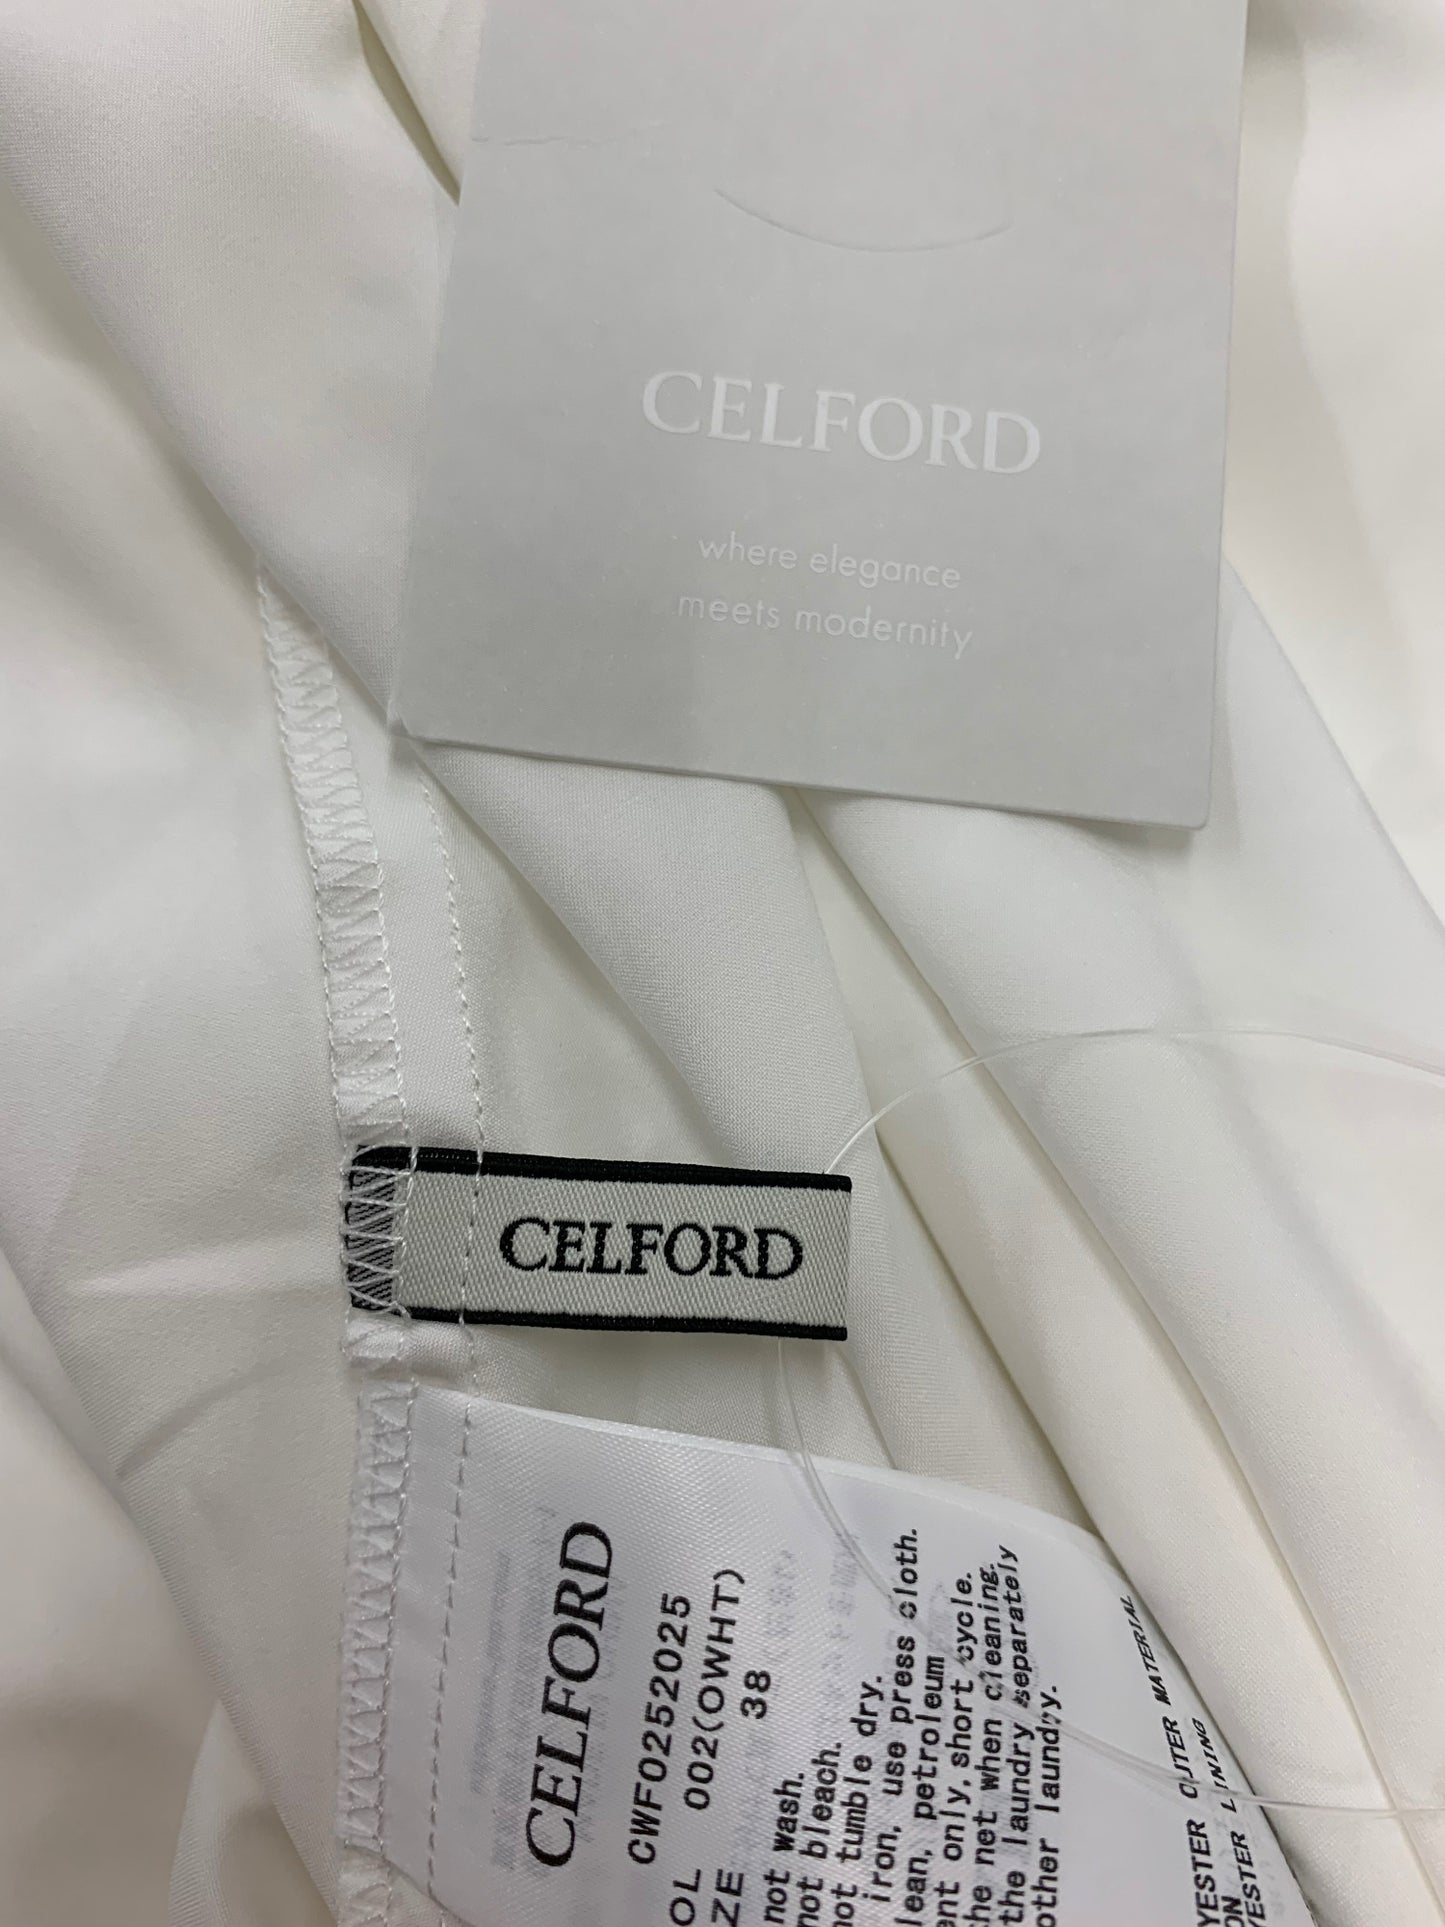 CELFORD
where elegance
meets modernity
CELFORD
CELFORD
CWF0252025
OL 002(OWHT)
ZE 38
not wash.
not bleach.
not tumble dry.
iron, use press cloth.
lean, petroleum
ent only, short cycle.
he net when cleaning.
the laundry separately
other laundry.
YESTER OUTER MATERIAL
ON
YESTER LINING